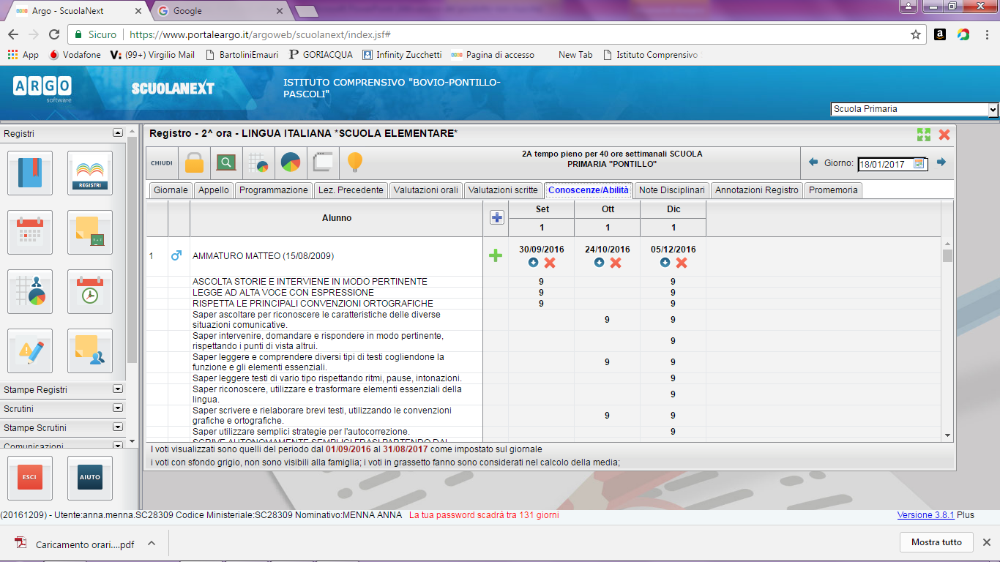 Argo - ScuolaNext
Google
Sicuro
https://www.portaleargo.it/argoweb/scuolanext/index.jsf#
App
Vodafone
(99+) Virgilio Mail
BartoliniEmauri
GORIACQUA
Infinity Zucchetti
Pagina di accesso
New Tab
Istituto Comprensivo
ARGO
software
SCUOLANEXT
ISTITUTO COMPRENSIVO "BOVIO-PONTILLO-
PASCOLI"
Scuola Primaria
Registri
Registro - 2^ ora - LINGUA ITALIANA *SCUOLA ELEMENTARE*
CHIUDI
2A tempo pieno per 40 ore settimanali SCUOLA
PRIMARIA "PONTILLO"
Giorno: 18/01/2017
REGISTRI
Giornale Appello Programmazione Lez. Precedente Valutazioni orali Valutazioni scritte Conoscenze/Abilità Note Disciplinari Annotazioni Registro Promemoria
Alunno Set Ott Dic
1 1 1
1 AMMATURO MATTEO (15/08/2009) 30/09/2016 24/10/2016 05/12/2016
ASCOLTA STORIE E INTERVIENE IN MODO PERTINENTE 9 9
LEGGE AD ALTA VOCE CON ESPRESSIONE 9 9
RISPETTA LE PRINCIPALI CONVENZIONI ORTOGRAFICHE 9 9
Saper ascoltare per riconoscere le caratteristiche delle diverse
situazioni comunicative. 9 9
Saper intervenire, domandare e rispondere in modo pertinente,
rispettando i punti di vista altrui. 9
Saper leggere e comprendere diversi tipi di testi cogliendone la
funzione e gli elementi essenziali. 9 9
Saper leggere testi di vario tipo rispettando ritmi, pause, intonazioni. 9
Saper riconoscere, utilizzare e trasformare elementi essenziali della
lingua. 9
Saper scrivere e rielaborare brevi testi, utilizzando le convenzioni
grafiche e ortografiche. 9 9
Saper utilizzare semplici strategie per l'autocorrezione. 9
SCRIVE AUTONOMAMENTE SEMPLICI FRASI PARTENDO DAL
I voti visualizzati sono quelli del periodo dal 01/09/2016 al 31/08/2017 come impostato sul giornale
i voti con sfondo grigio, non sono visibili alla famiglia; i voti in grassetto fanno sono considerati nel calcolo della media;
Stampe Registri
Scrutini
Stampe Scrutini
Comunicazioni
ESCI
AIUTO
(20161209) - Utente:anna.menna.SC28309 Codice Ministeriale:SC28309 Nominativo:MENNA ANNA La tua password scadrà tra 131 giorni
Versione 3.8.1 Plus
Caricamento orari....pdf
Mostra tutto